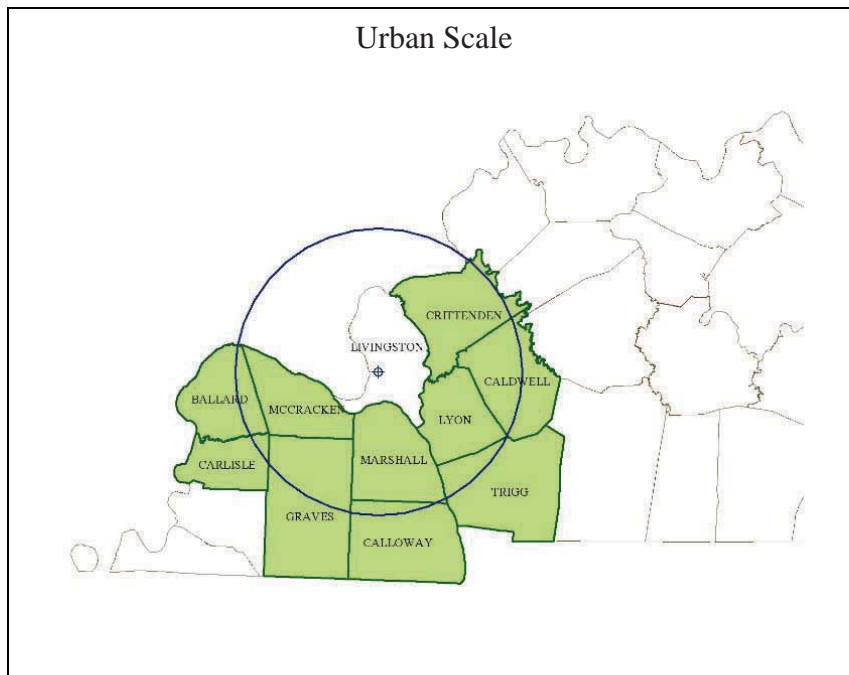 Urban Scale
CRITTENDEN
LIVINGSTON
CALDWELL
BALLARD
MCCRACKEN
LYON
MARSHALL
CARLISLE
TRIGG
GRAVES
CALLOWAY